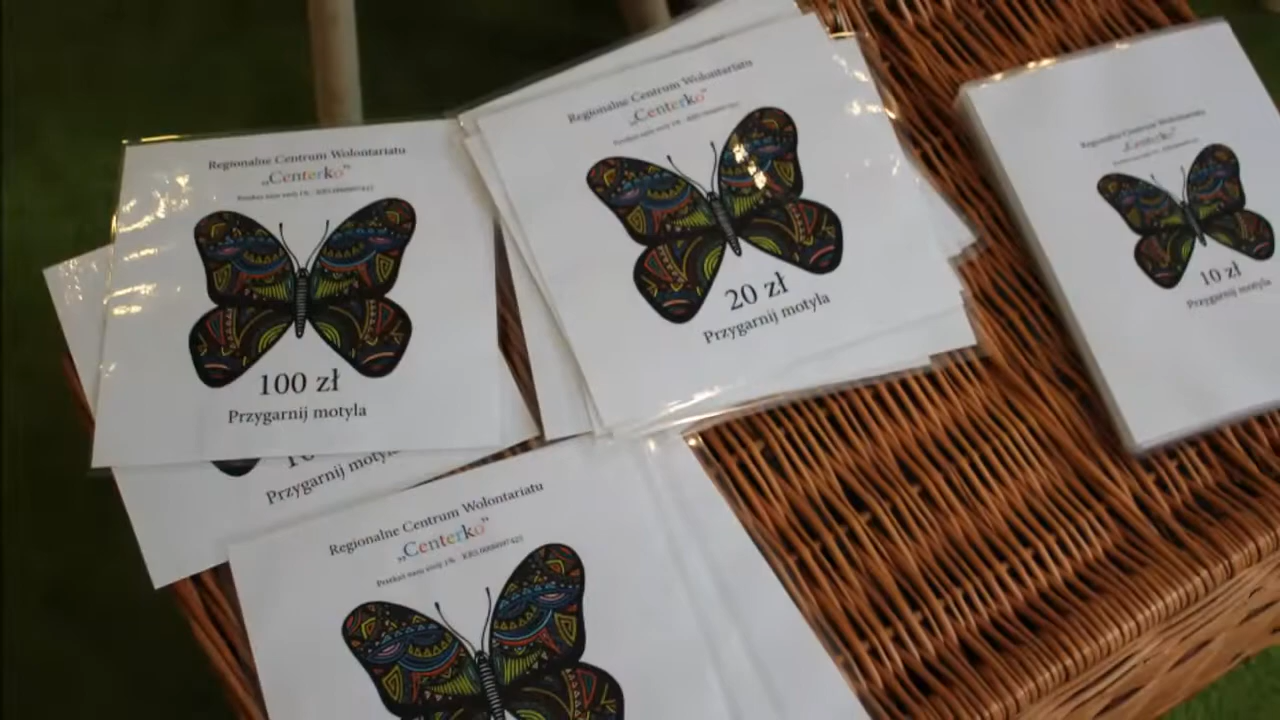 Regionalne Centrum Wolontariatu
„Centerko”
100 zł
Przygarnij motyla
Przygarnij motyla
Regionalne Centrum Wolontariatu
„Centerko”
20 zł
Przygarnij motyla
Regionalne Centrum Wolontariatu
„Centerko”
10 zł
Przygarnij motyla
Regionalne Centrum Wolontariatu
„Centerko”